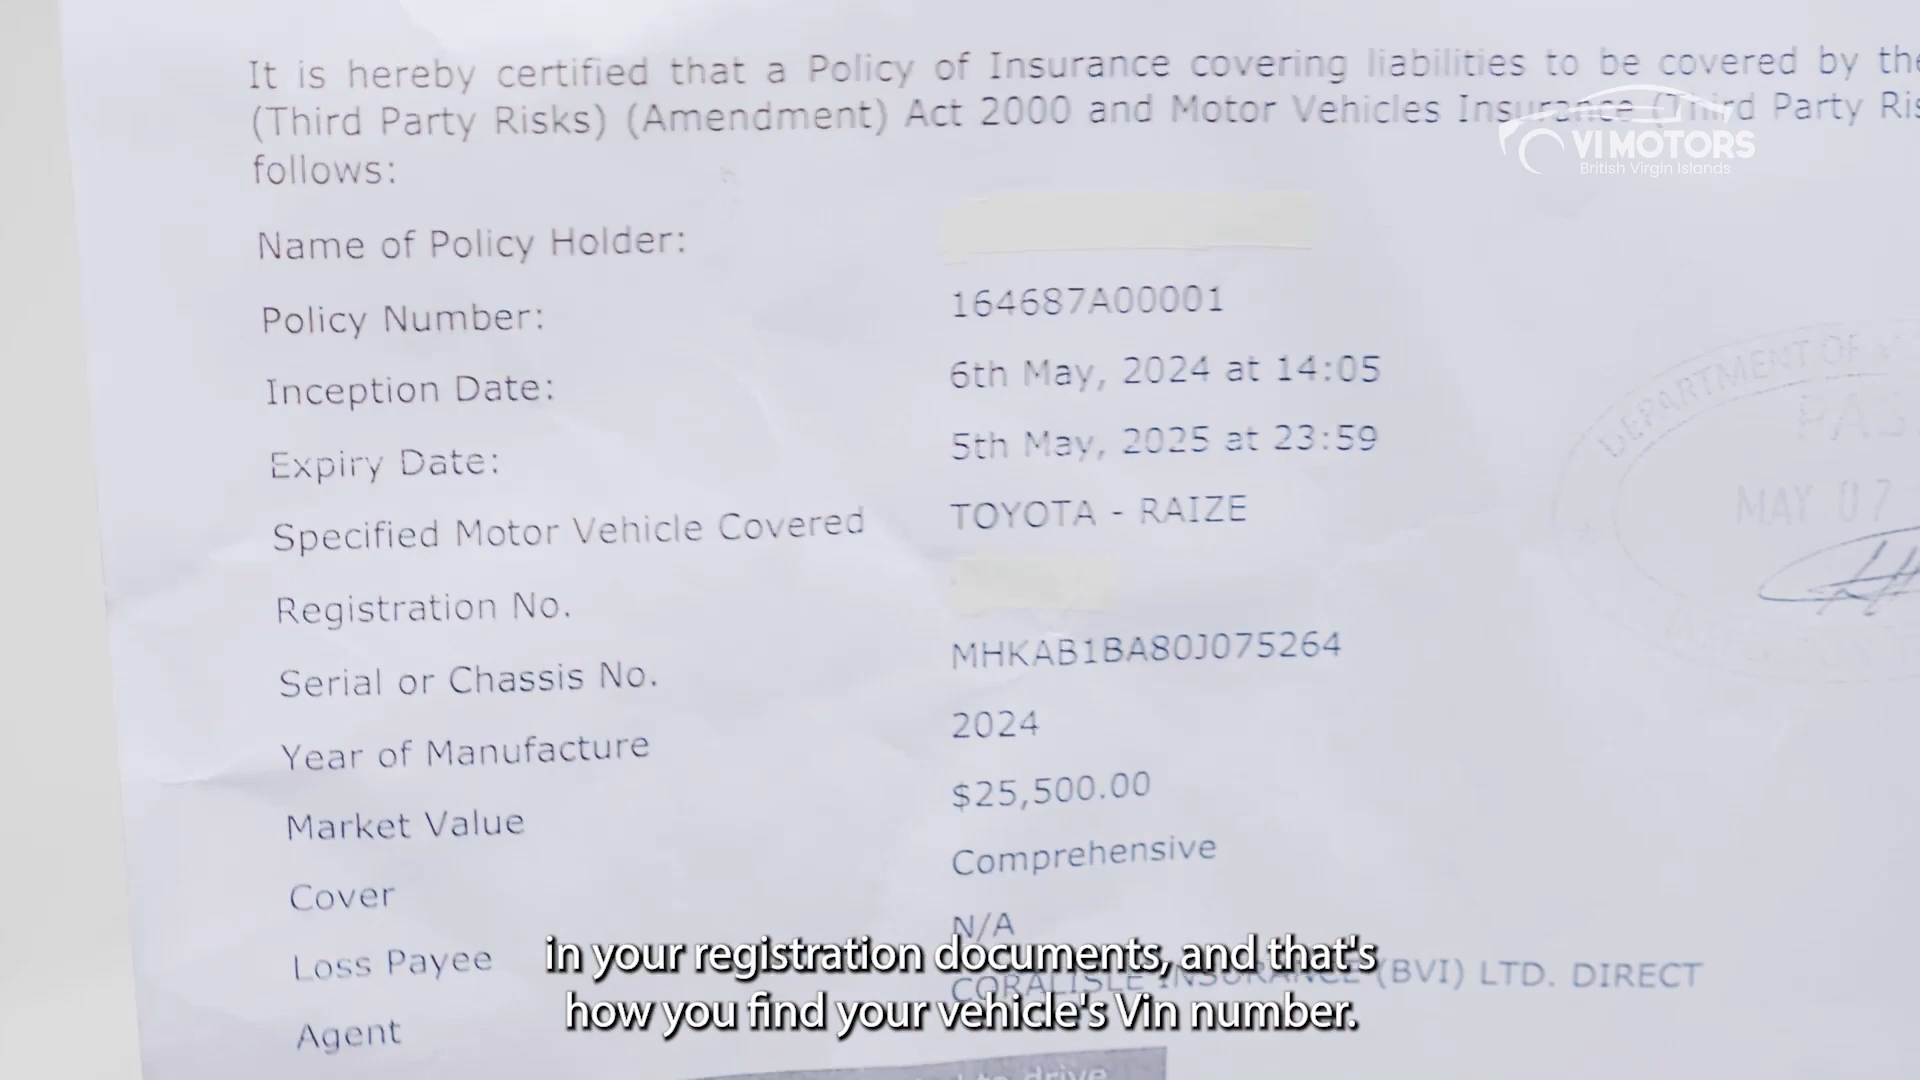 It is hereby certified that a Policy of Insurance covering liabilities to be covered by the
(Third Party Risks) (Amendment) Act 2000 and Motor Vehicles Insurance (Third Party Ris
follows:
VI MOTORS
British Virgin Islands
Name of Policy Holder:
Policy Number: 164687A00001
Inception Date: 6th May, 2024 at 14:05
Expiry Date: 5th May, 2025 at 23:59
Specified Motor Vehicle Covered TOYOTA - RAIZE
Registration No.
Serial or Chassis No. MHKAB1BA80J075264
Year of Manufacture 2024
Market Value $25,500.00
Cover Comprehensive
Loss Payee N/A
Agent CORALISLE INSURANCE (BVI) LTD. DIRECT
DEPARTMENT OF
PAS
MAY 07
in your registration documents, and that's
how you find your vehicle's Vin number.
to drive